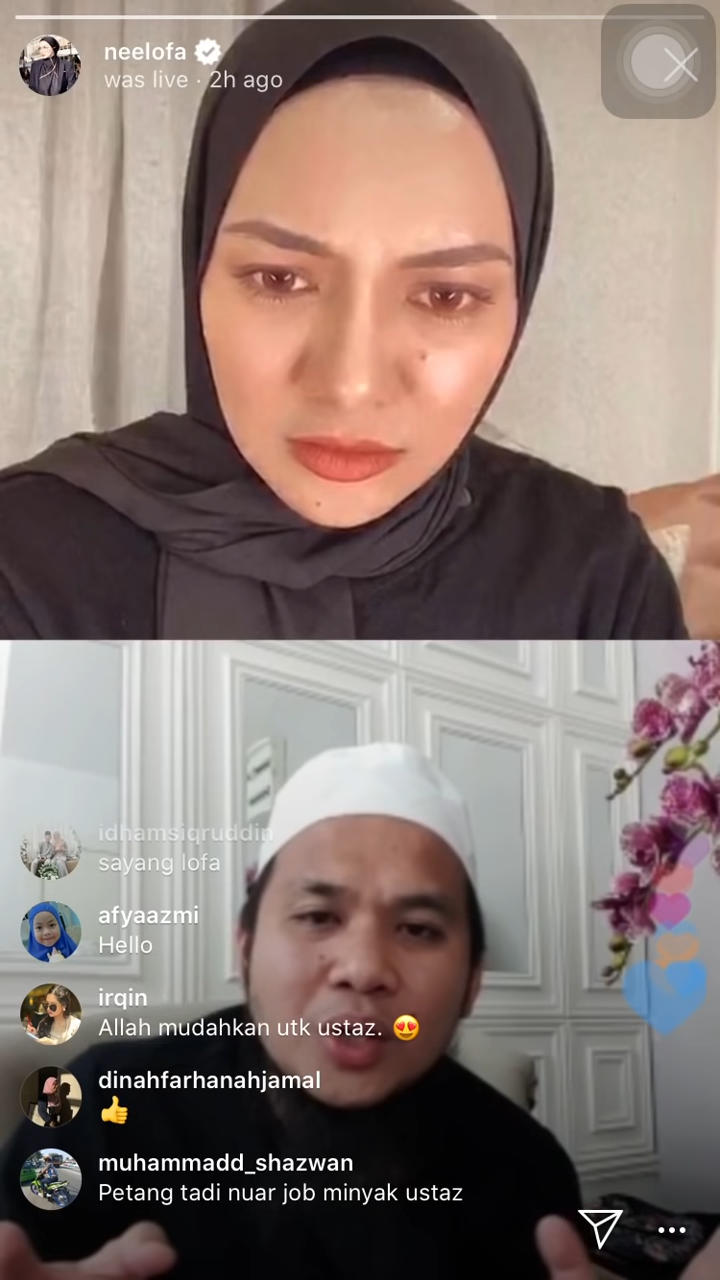 neelofa
was live · 2h ago
idhamsiqruddin
sayang lofa
afyaazmi
Hello
irqin
Allah mudahkan utk ustaz. 😍
dinahfarhanahjamal
👍
muhammadd_shazwan
Petang tadi nuar job minyak ustaz